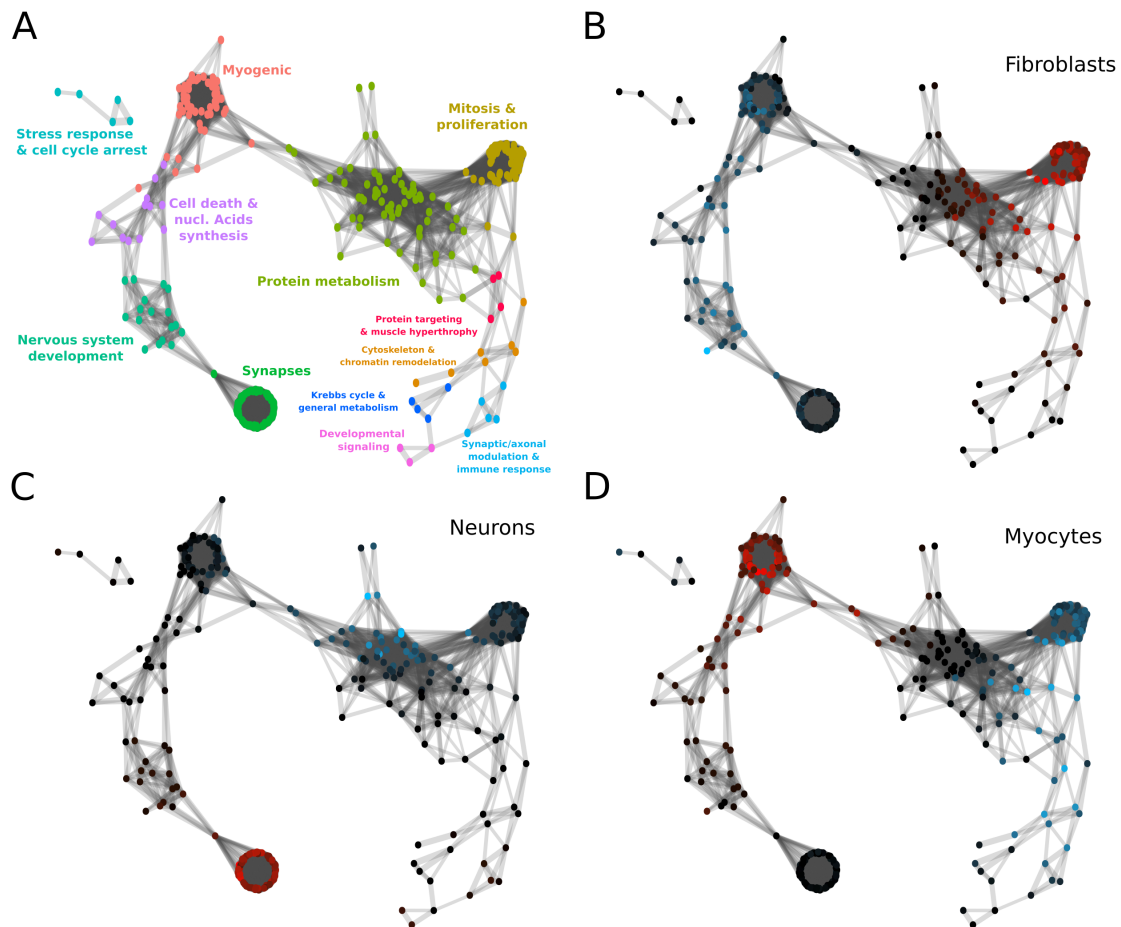 A
B
Myogenic
Fibroblasts
Mitosis &
proliferation
Stress response
& cell cycle arrest
Cell death &
nucl. Acids
synthesis
Protein metabolism
Protein targeting
& muscle hyperthrophy
Nervous system
development
Cytoskeleton &
chromatin remodelation
Synapses
Krebbs cycle &
general metabolism
Developmental
signaling
Synaptic/axonal
modulation &
immune response
C
D
Neurons
Myocytes